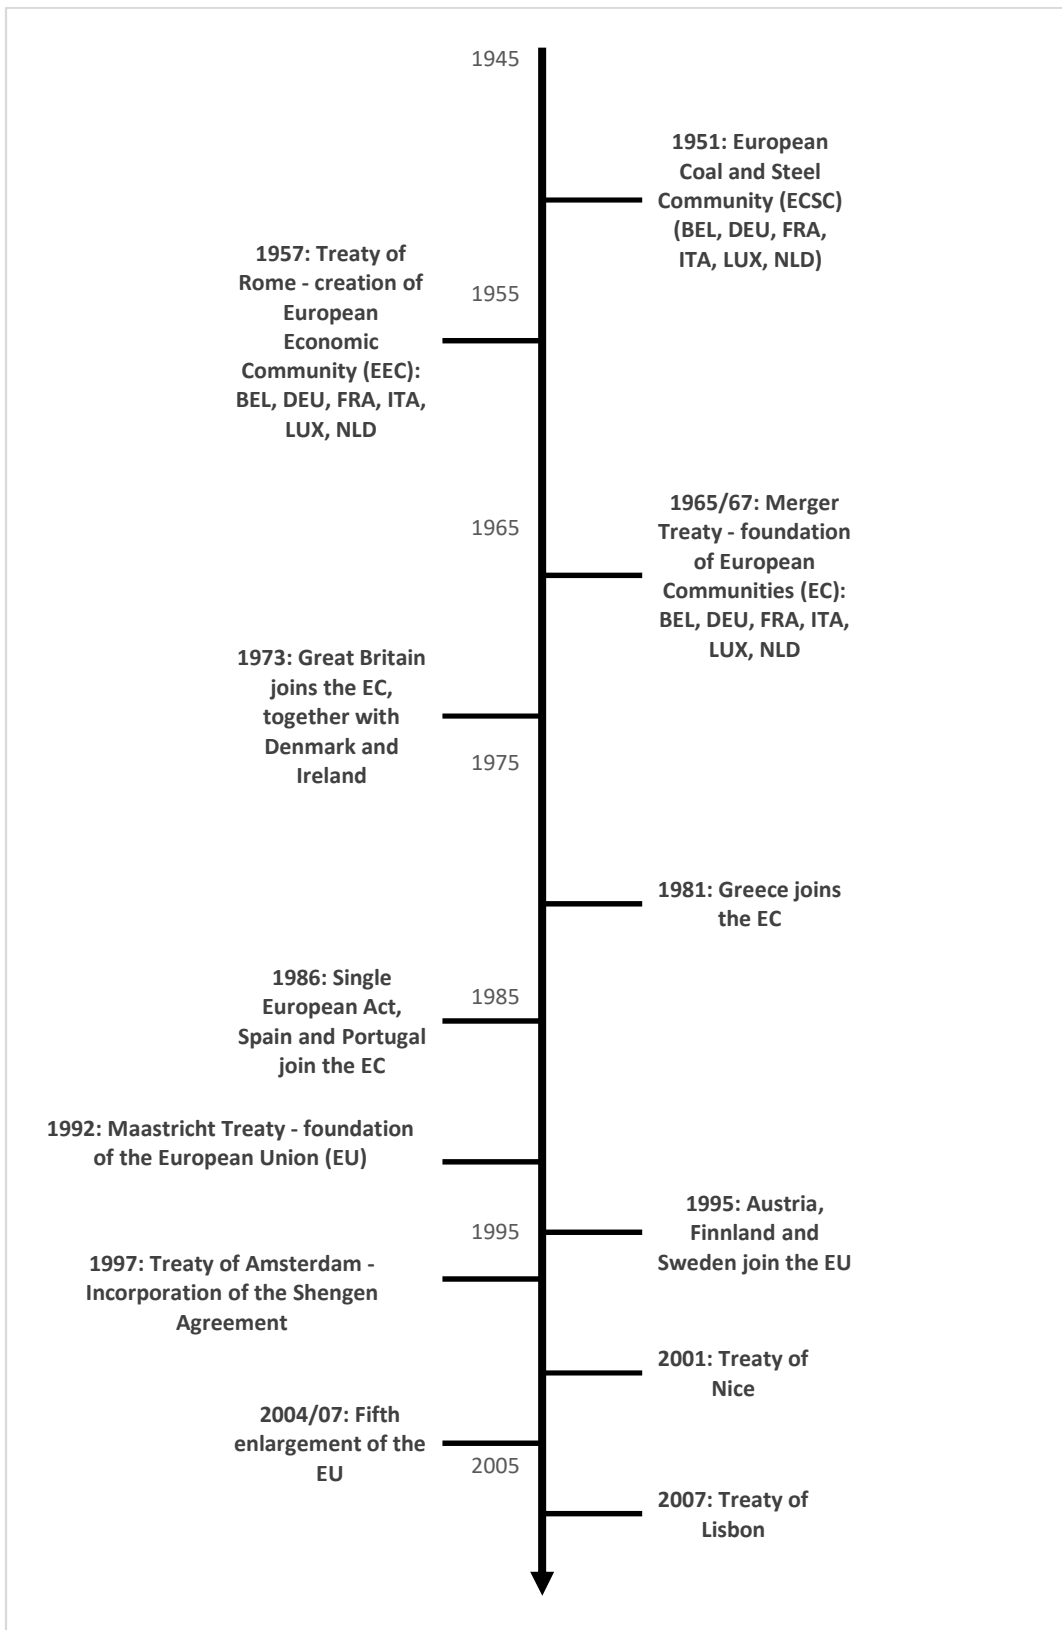 1945
1951: European
Coal and Steel
Community (ECSC)
(BEL, DEU, FRA,
ITA, LUX, NLD)
1957: Treaty of
Rome - creation of
European
Economic
Community (EEC):
BEL, DEU, FRA, ITA,
LUX, NLD
1955
1965/67: Merger
Treaty - foundation
of European
Communities (EC):
BEL, DEU, FRA, ITA,
LUX, NLD
1965
1973: Great Britain
joins the EC,
together with
Denmark and
Ireland
1975
1981: Greece joins
the EC
1986: Single
European Act,
Spain and Portugal
join the EC
1985
1992: Maastricht Treaty - foundation
of the European Union (EU)
1995: Austria,
Finnland and
Sweden join the EU
1995
1997: Treaty of Amsterdam -
Incorporation of the Shengen
Agreement
2001: Treaty of
Nice
2004/07: Fifth
enlargement of the
EU
2005
2007: Treaty of
Lisbon